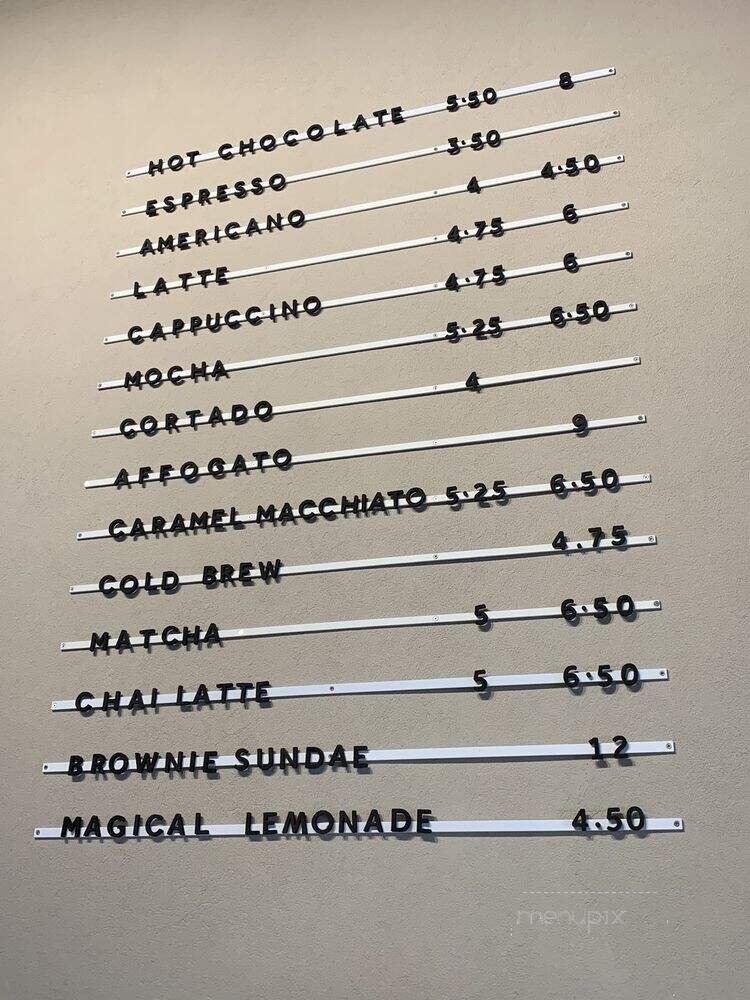 HOT CHOCOLATE 5.50 8
ESPRESSO 3.50
AMERICANO 4 4.50
LATTE 4.75 6
CAPPUCCINO 4.75 6
MOCHA 5.25 6.50
CORTADO 4
AFFOGATO 9
CARAMEL MACCHIATO 5.25 6.50
COLD BREW 4.75
MATCHA 5 6.50
CHAI LATTE 5 6.50
BROWNIE SUNDAE 12
MAGICAL LEMONADE 4.50
menupix